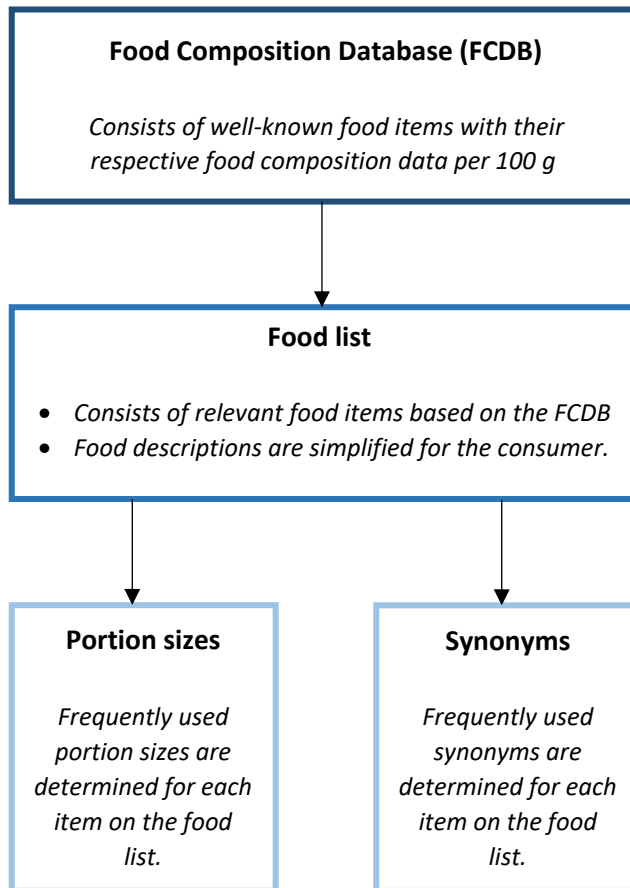 Food Composition Database (FCDB)
Consists of well-known food items with their
respective food composition data per 100 g
Food list
• Consists of relevant food items based on the FCDB
• Food descriptions are simplified for the consumer.
Portion sizes
Frequently used
portion sizes are
determined for each
item on the food
list.
Synonyms
Frequently used
synonyms are
determined for each
item on the food
list.